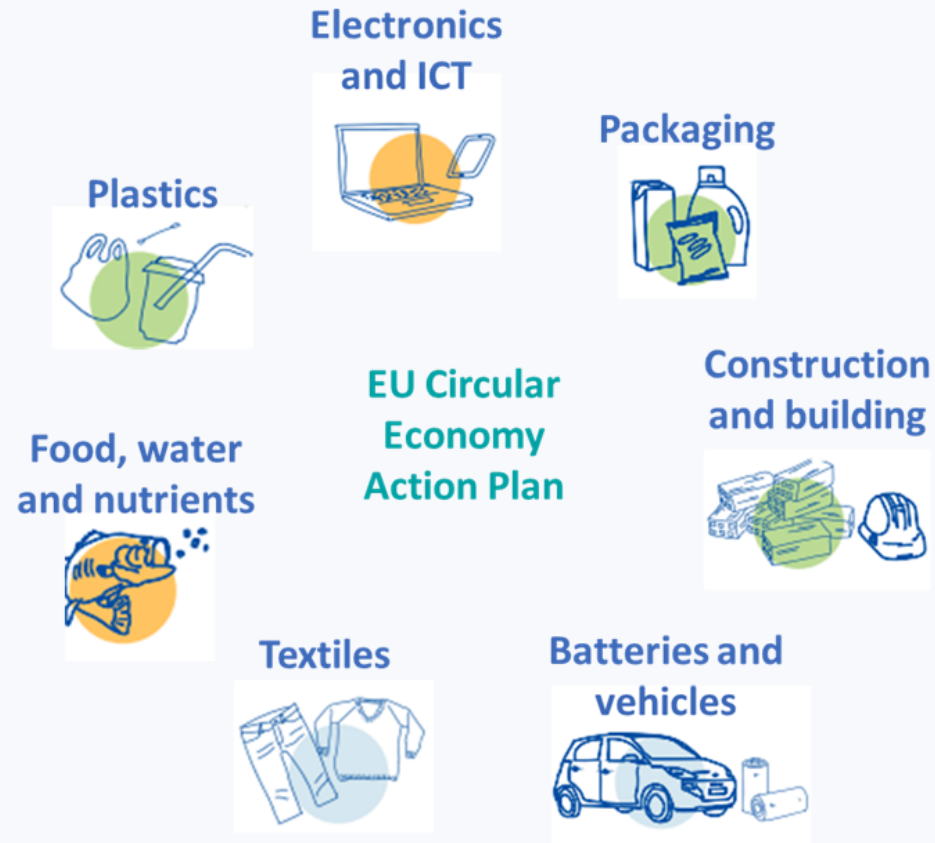 Electronics
and ICT
Packaging
Plastics
EU Circular
Economy
Action Plan
Construction
and building
Food, water
and nutrients
Textiles
Batteries and
vehicles